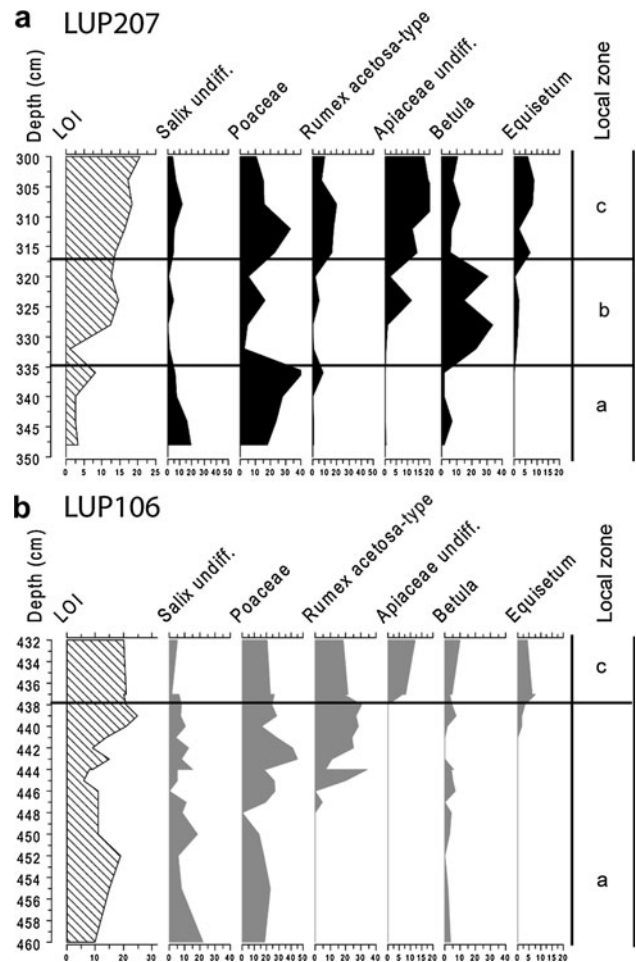 a LUP207
Depth (cm)
LOI
Salix undiff.
Poaceae
Rumex acetosa-type
Apiaceae undiff.
Betula
Equisetum
Local zone
300
305
310
315
320
325
330
335
340
345
350
c
b
a
0 5 10 15 20 25
0 10 20 30 40 50
0 10 20 30 40
0 10 20 30 40 50
0 5 10 15 20
0 10 20 30 40
0 5 10 15 20
b LUP106
Depth (cm)
LOI
Salix undiff.
Poaceae
Rumex acetosa-type
Apiaceae undiff.
Betula
Equisetum
Local zone
432
436
438
440
442
444
446
450
452
455
458
460
c
a
0 10 20 30
0 10 20 30 40 50
0 10 20 30 40 50
0 10 20 30 40
0 5 10 15 20
0 10 20 30 40
0 5 10 15 20